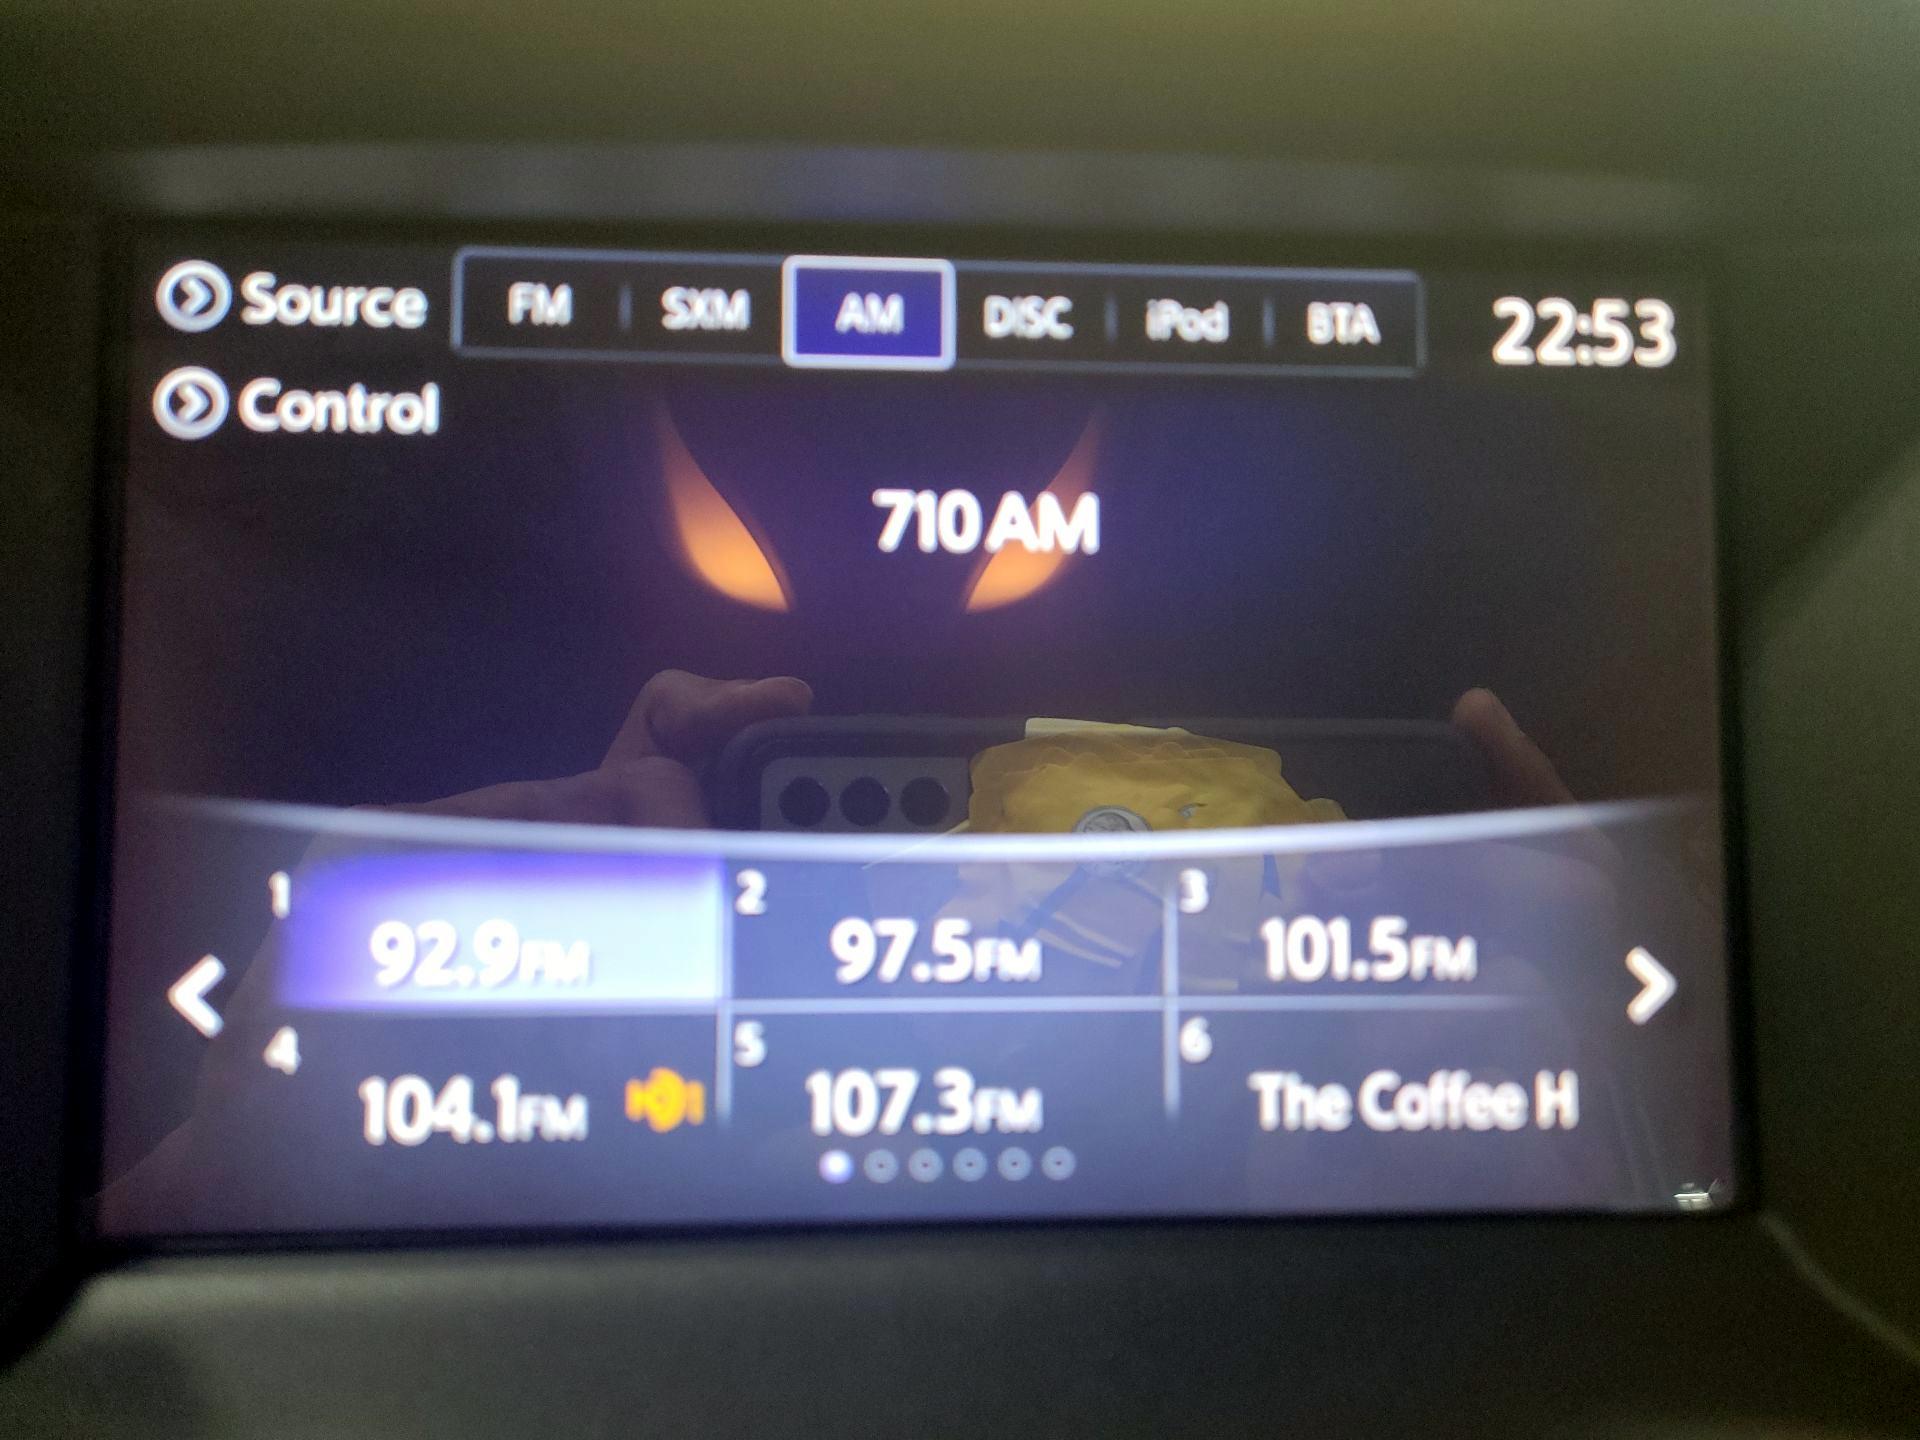 Source FM SXM AM DISC iPod BTA 22:53
Control
710 AM
1 2 3
92.9FM 97.5FM 101.5FM
4 5 6
104.1FM 107.3FM The Coffee H